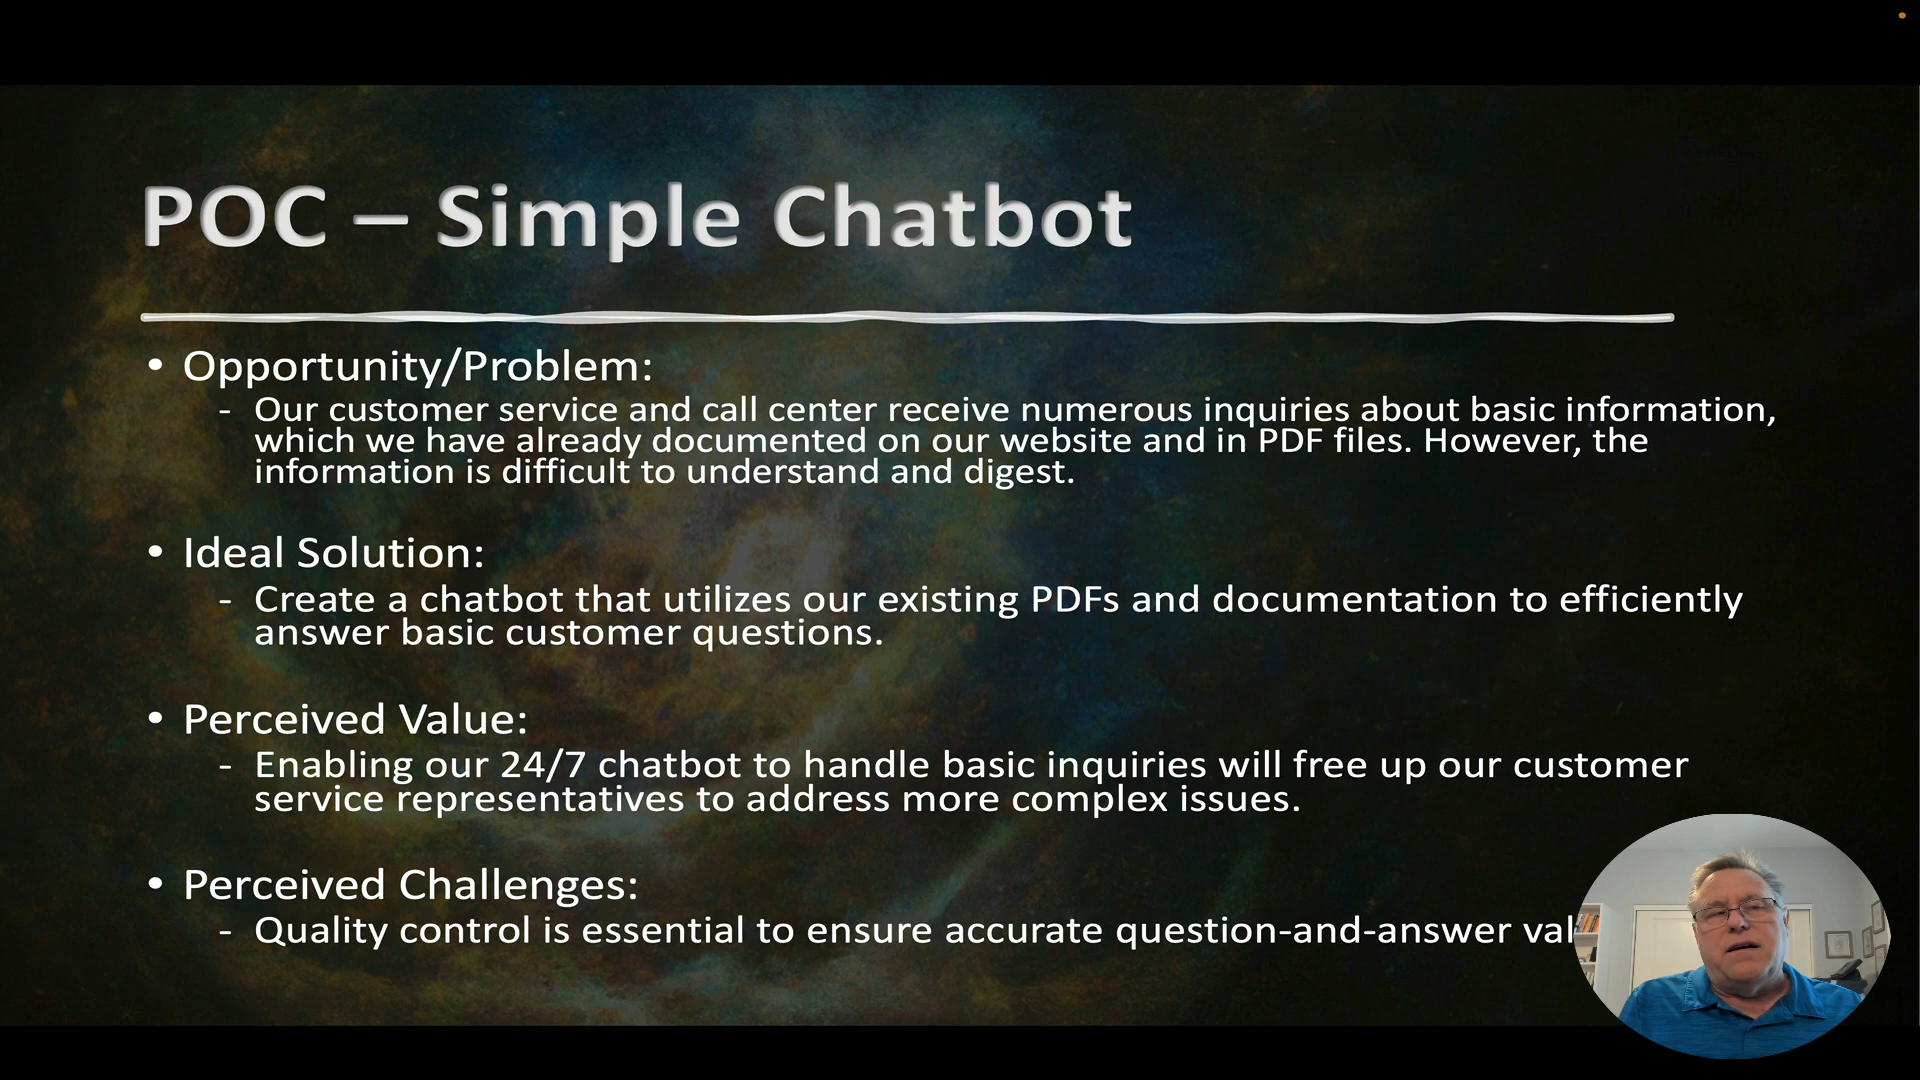 POC – Simple Chatbot
• Opportunity/Problem:
- Our customer service and call center receive numerous inquiries about basic information,
which we have already documented on our website and in PDF files. However, the
information is difficult to understand and digest.
• Ideal Solution:
- Create a chatbot that utilizes our existing PDFs and documentation to efficiently
answer basic customer questions.
• Perceived Value:
- Enabling our 24/7 chatbot to handle basic inquiries will free up our customer
service representatives to address more complex issues.
• Perceived Challenges:
- Quality control is essential to ensure accurate question-and-answer